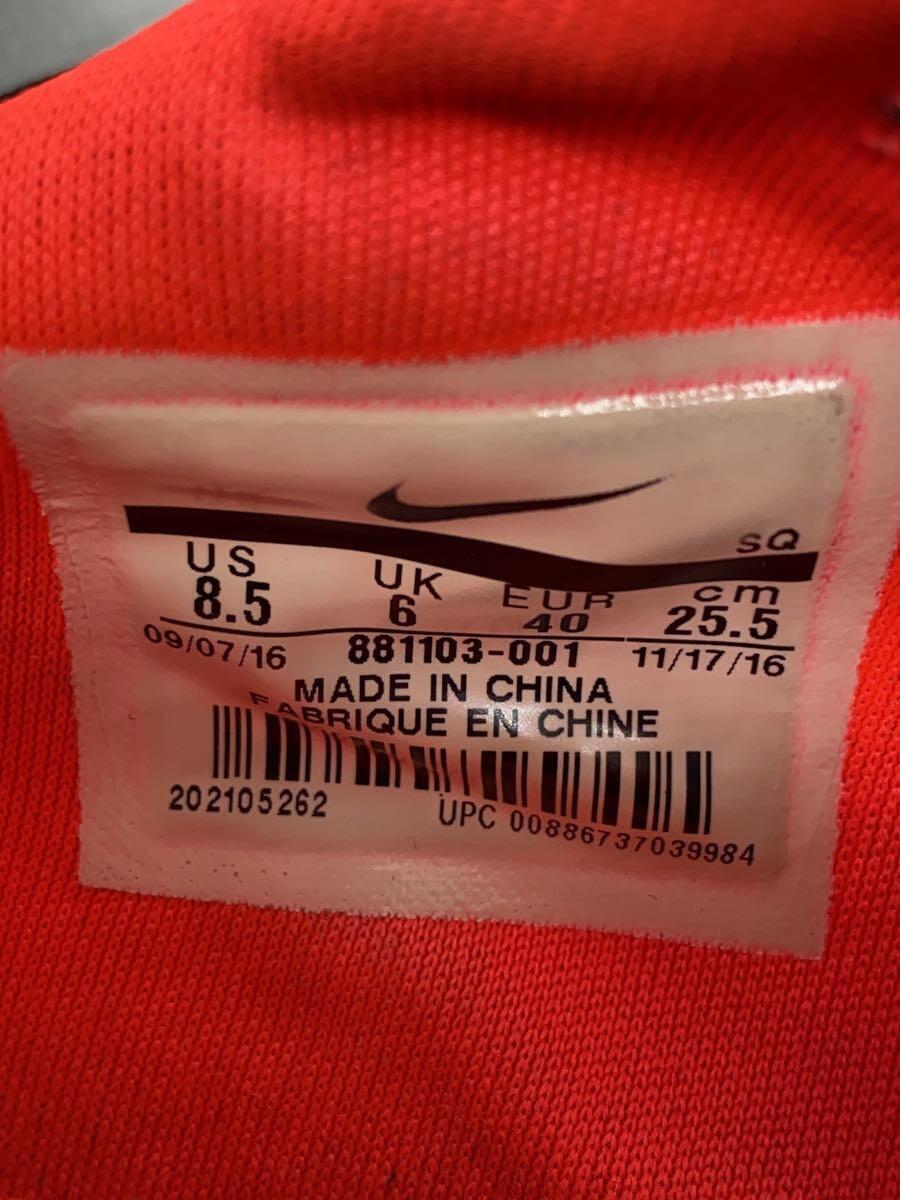 SQ
US UK EUR cm
8.5 6 40 25.5
09/07/16 881103-001 11/17/16
MADE IN CHINA
FABRIQUE EN CHINE
202105262 UPC 00886737039984